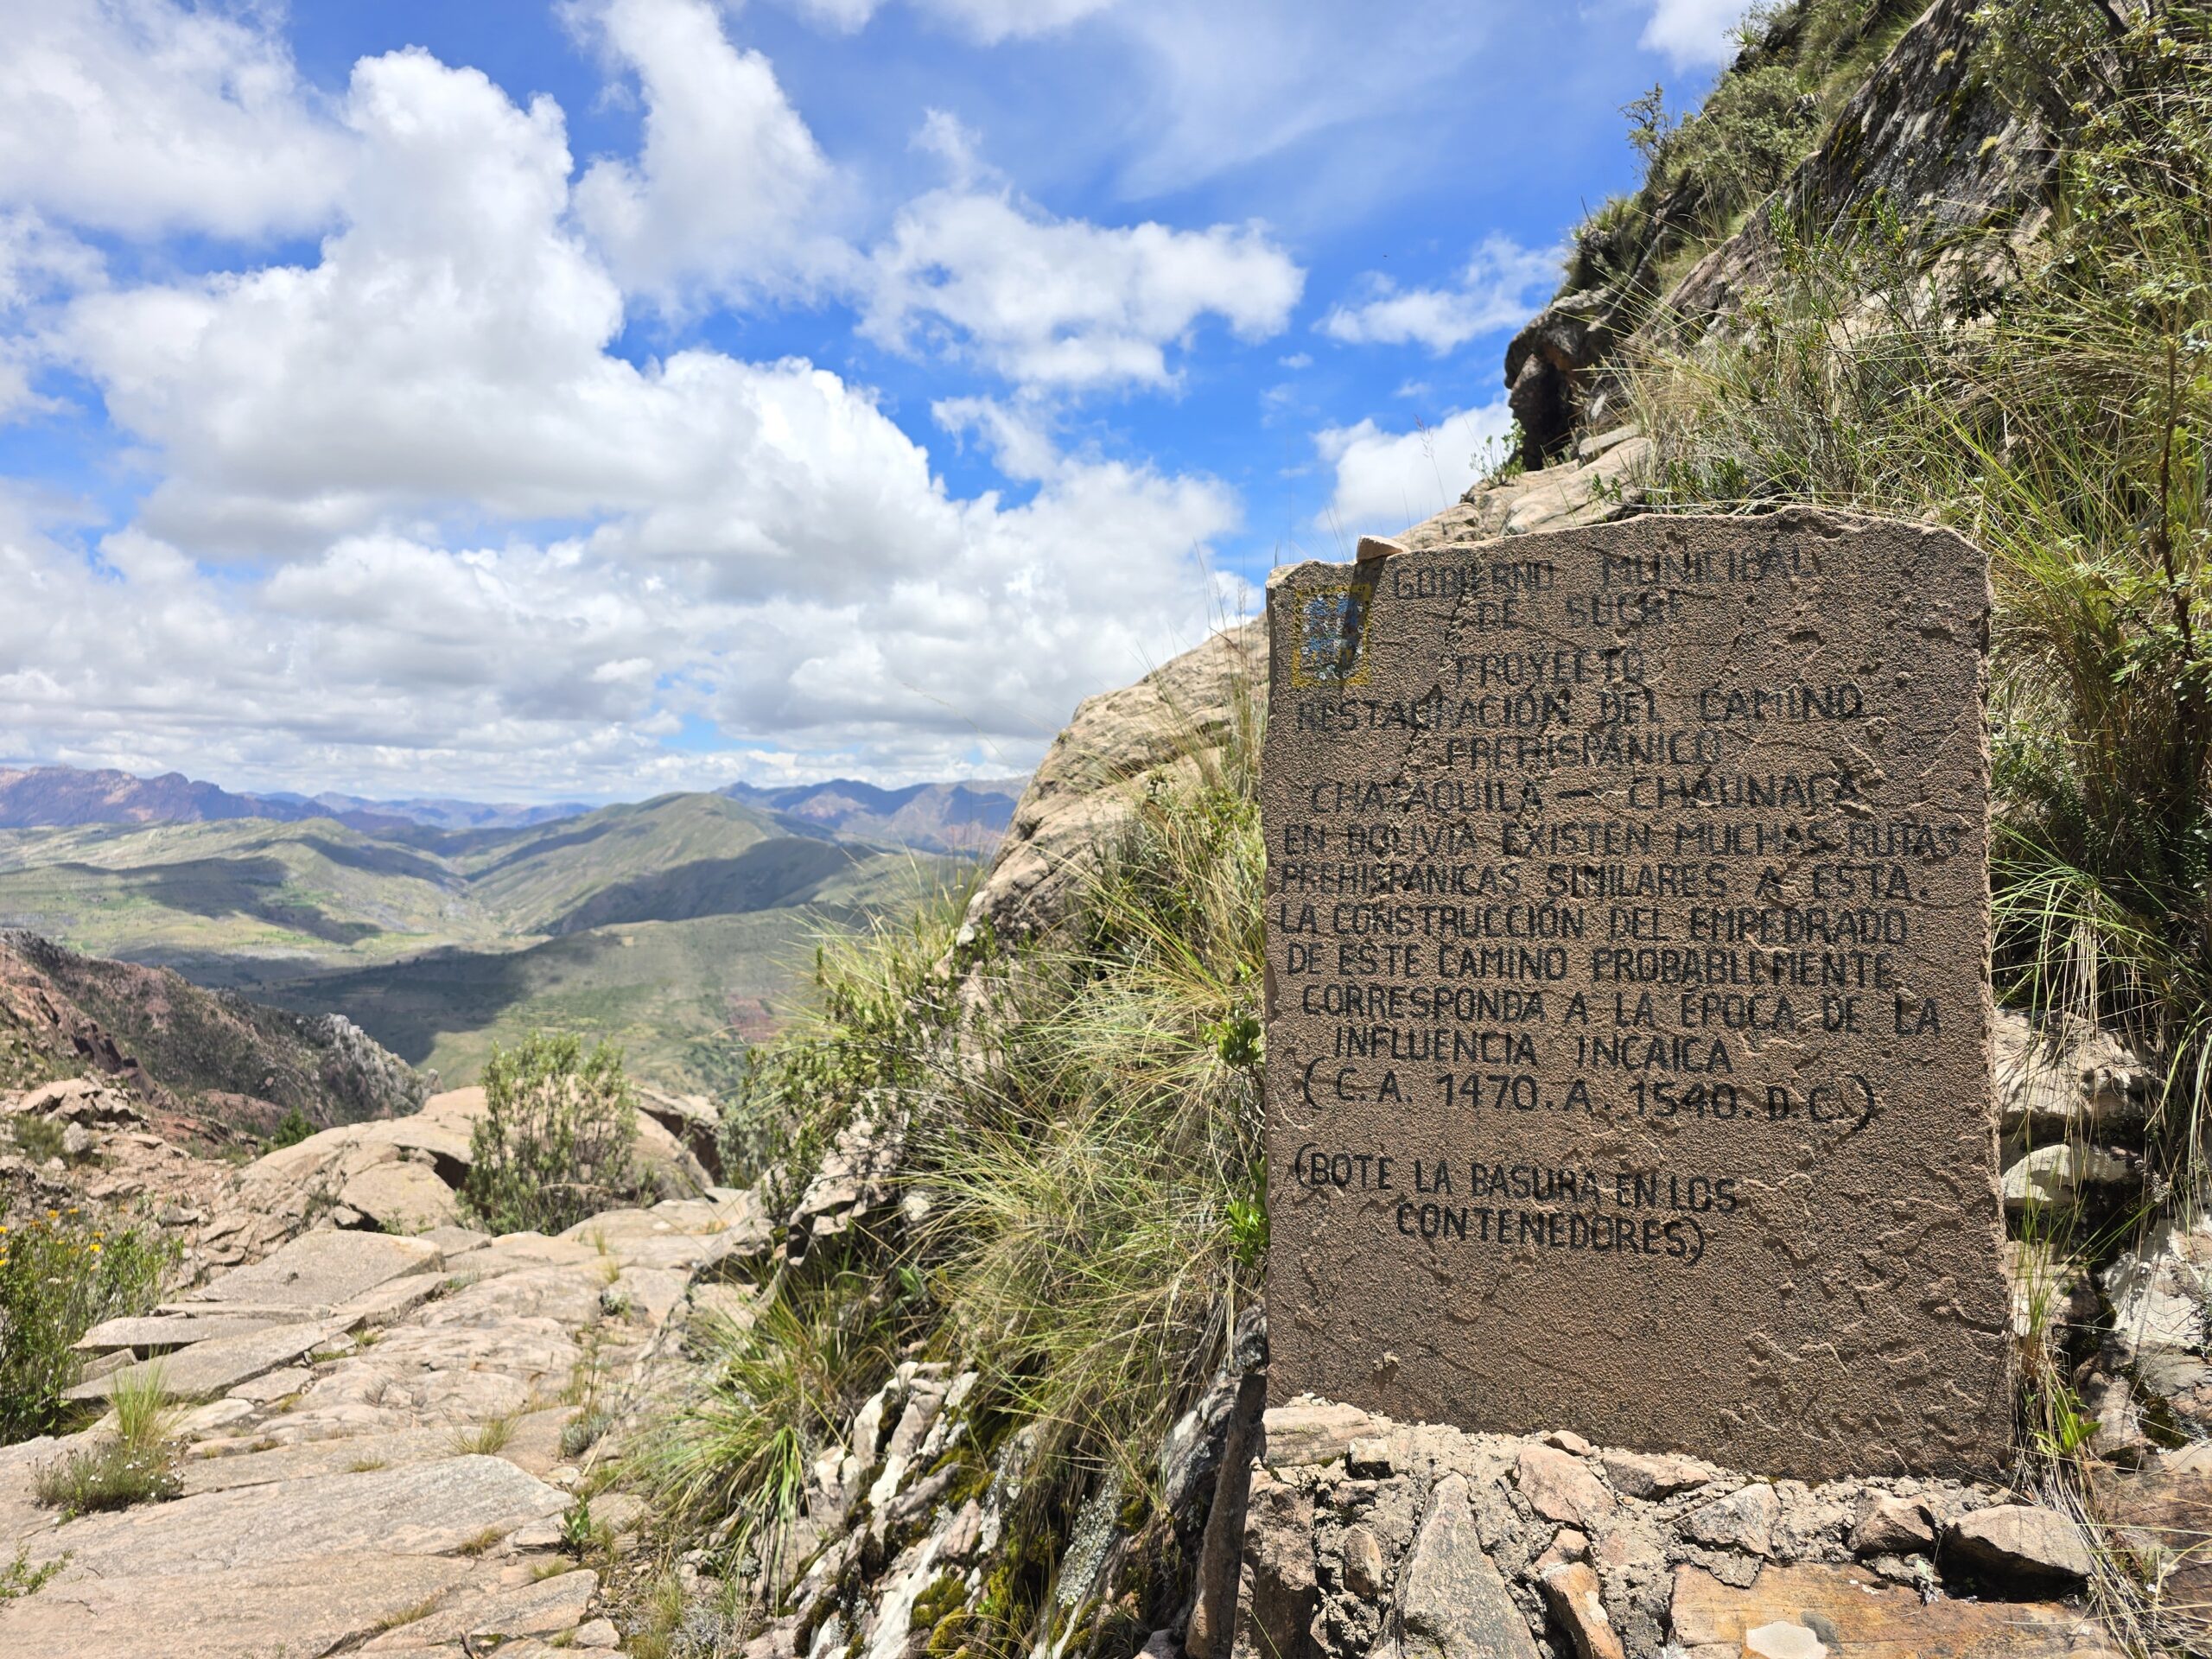 GOBIERNO MUNICIPAL
DE SUCRE
PROYECTO
RESTAURACIÓN DEL CAMINO
PREHISPÁNICO
CHATAQUILA — CHAUNACA
EN BOLIVIA EXISTEN MUCHAS RUTAS
PREHISPANICAS SIMILARES A ESTA.
LA CONSTRUCCIÓN DEL EMPEDRADO
DE ESTE CAMINO PROBABLEMENTE
CORRESPONDA A LA ÉPOCA DE LA
INFLUENCIA INCAICA
(C.A. 1470. A. 1540. D.C.)
(BOTE LA BASURA EN LOS
CONTENEDORES)